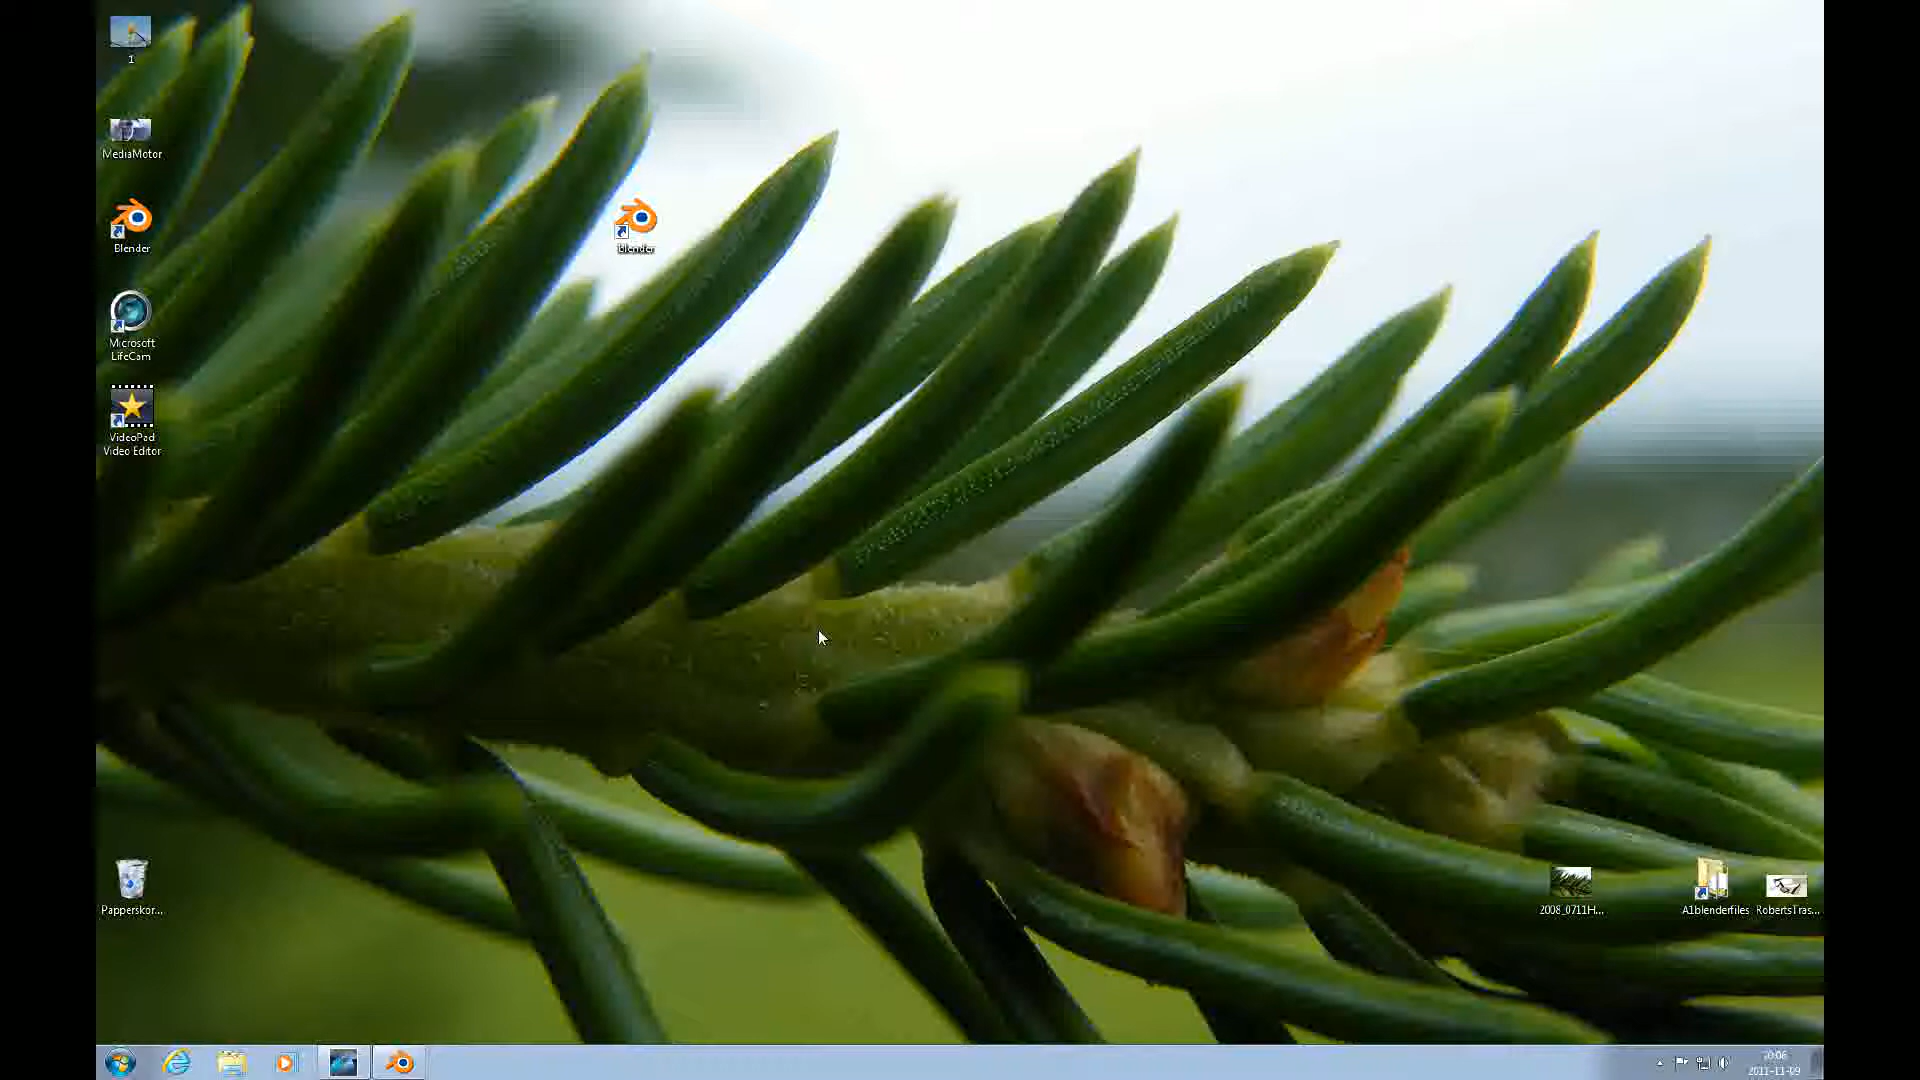 1
MediaMotor
Blender
blender
Microsoft
LifeCam
VideoPad
Video Editor
Papperskor...
2008_0711H...
A1blenderfiles
RobertsTras...
2011-11-09